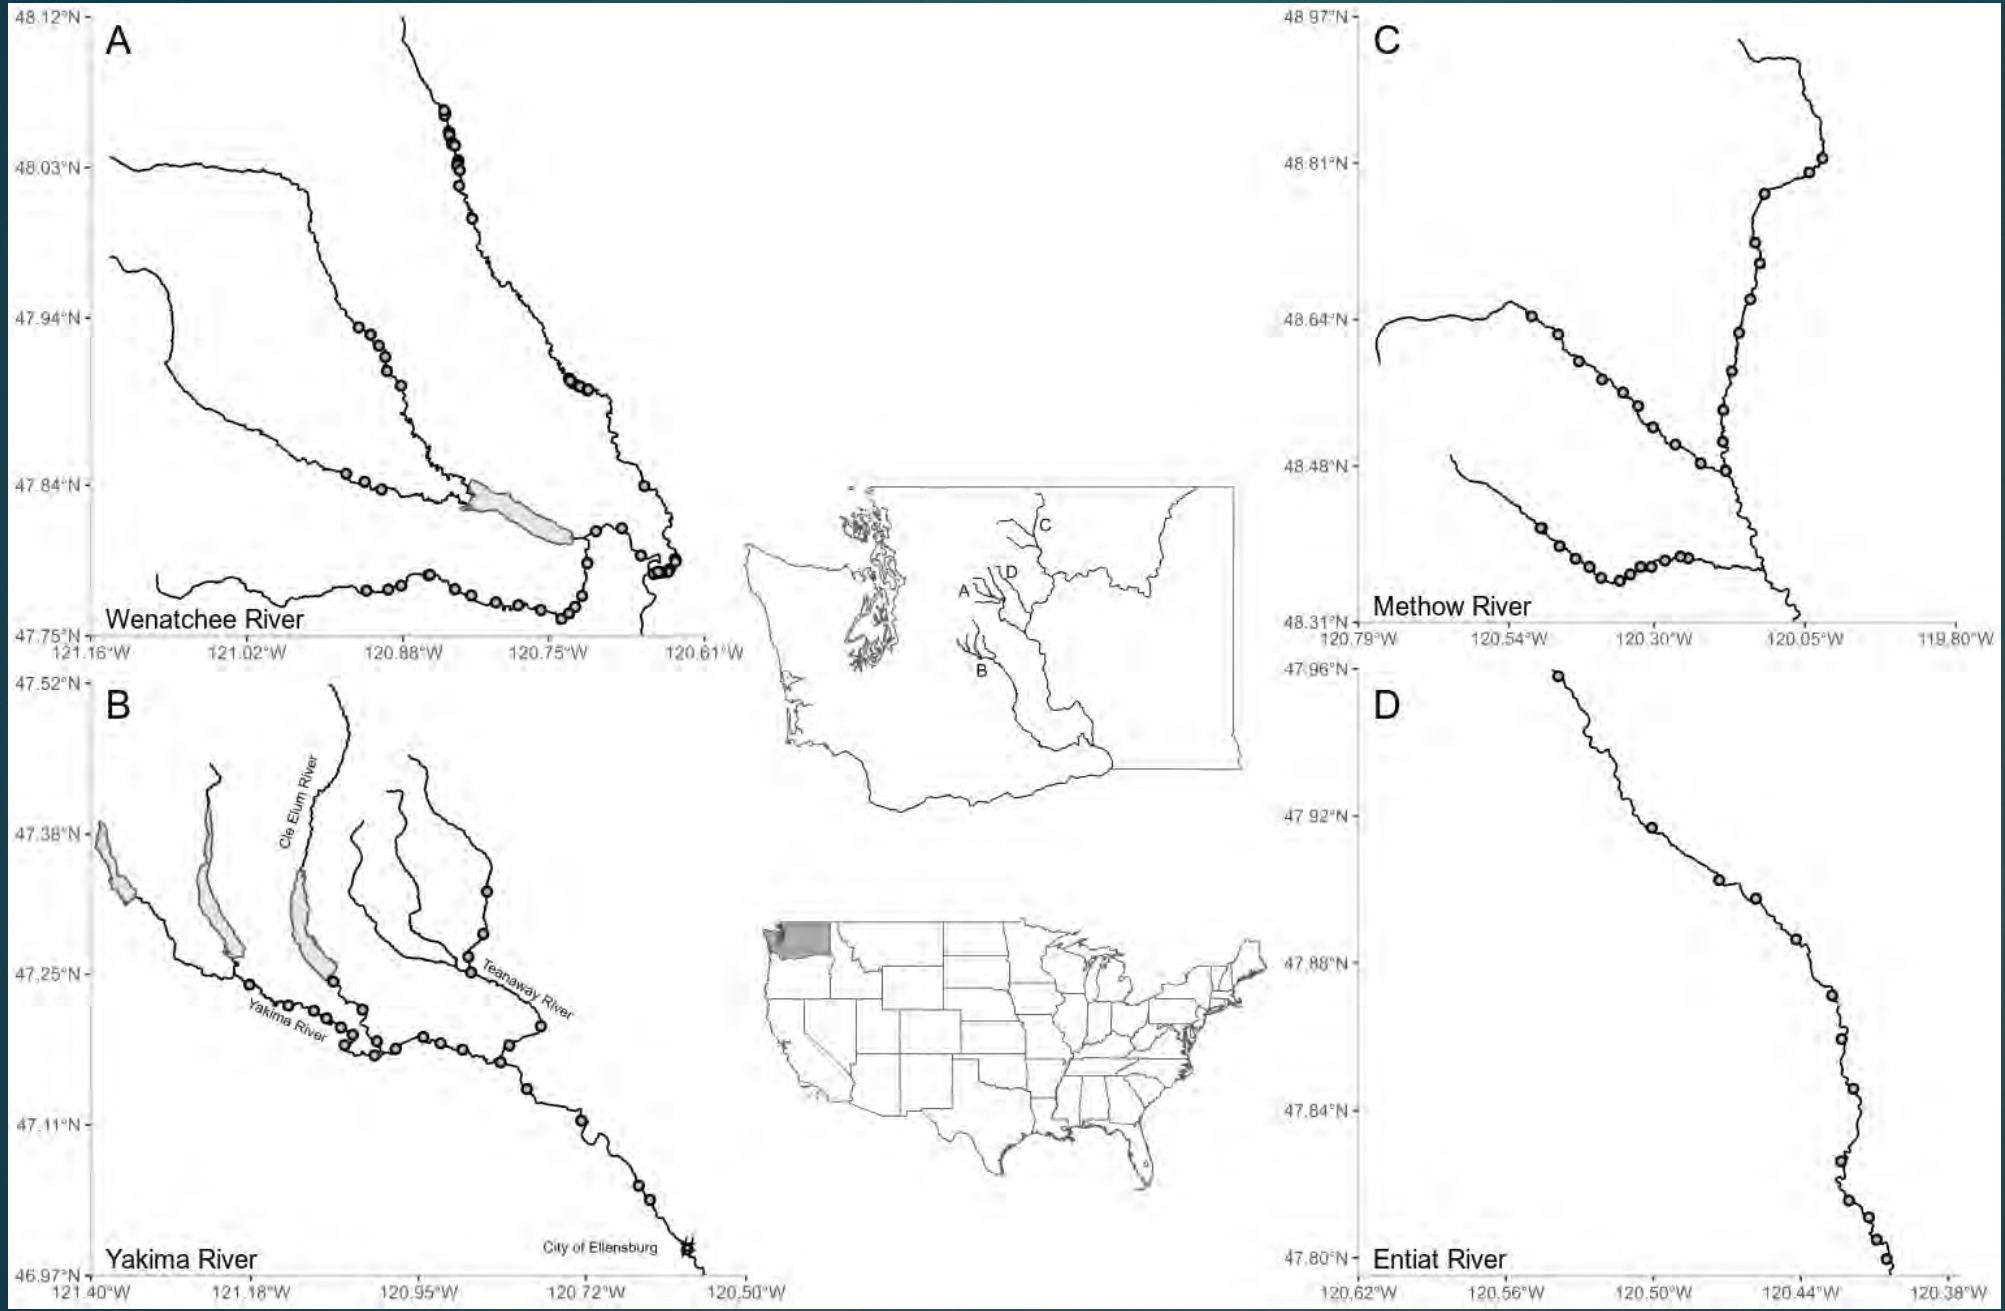 A
48.12°N
48.03°N
47.94°N
47.84°N
47.75°N
Wenatchee River
121.16°W
121.02°W
120.88°W
120.75°W
120.61°W
B
47.52°N
47.38°N
47.25°N
47.11°N
46.97°N
Cle Elum River
Teanaway River
Yakima River
City of Ellensburg
Yakima River
121.40°W
121.18°W
120.95°W
120.72°W
120.50°W
C
D
A
B
C
48.97°N
48.81°N
48.64°N
48.48°N
48.31°N
Methow River
120.79°W
120.54°W
120.30°W
120.05°W
119.80°W
D
47.96°N
47.92°N
47.88°N
47.84°N
47.80°N
Entiat River
120.62°W
120.56°W
120.50°W
120.44°W
120.38°W